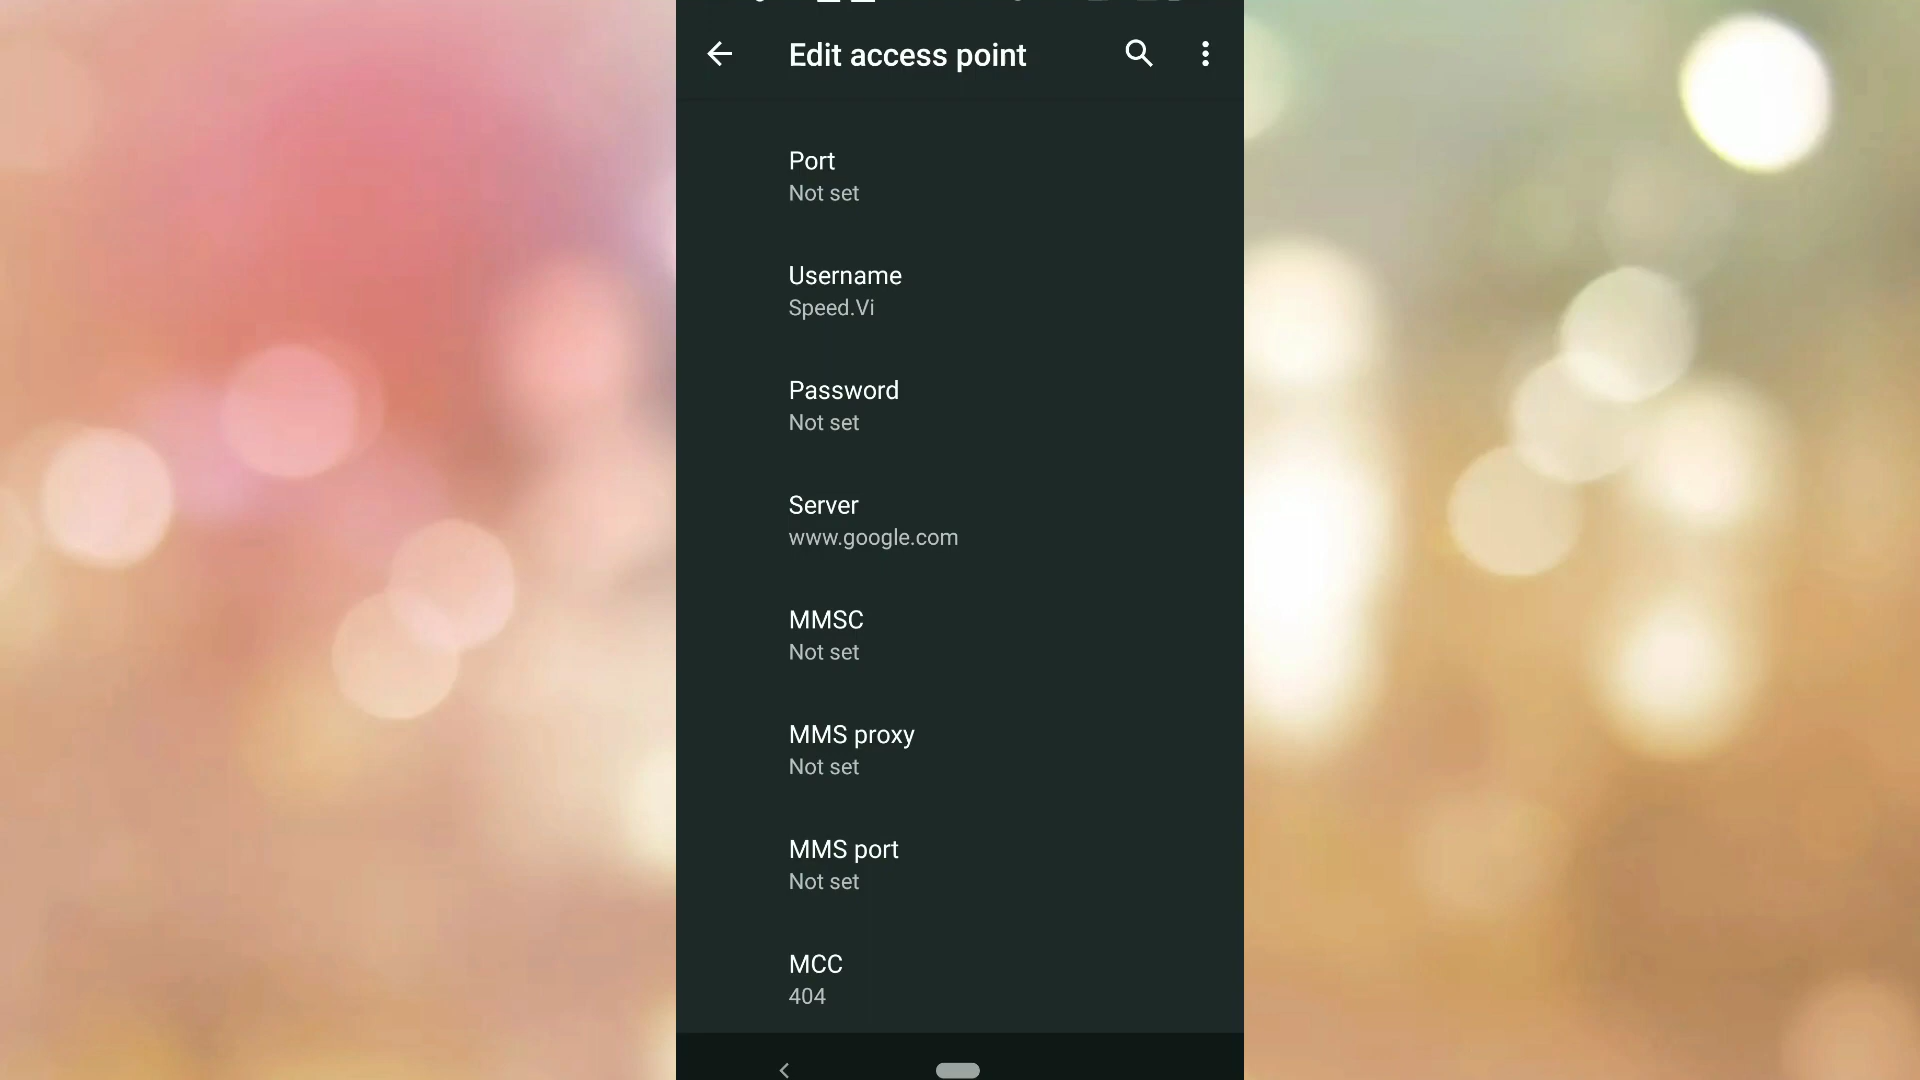 Edit access point
Port
Not set
Username
Speed.Vi
Password
Not set
Server
www.google.com
MMSC
Not set
MMS proxy
Not set
MMS port
Not set
MCC
404